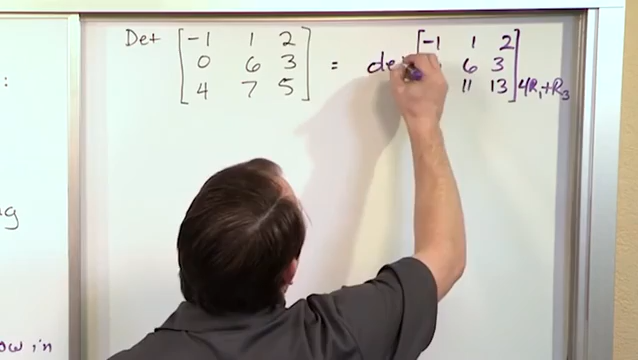 Det [-1 1 2 = de [-1 1 2
0 6 3 6 3
4 7 5] 11 13] 4R₁+R₃
:
g
ow in